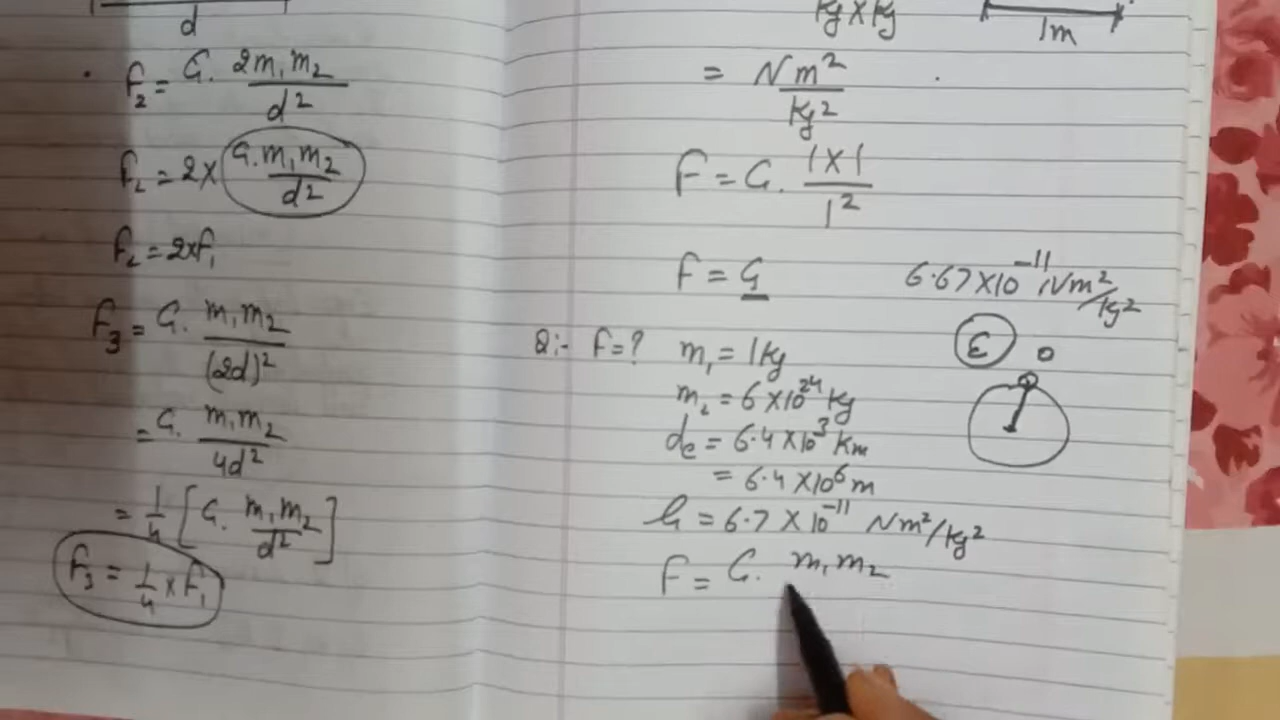 d
F₂ = G. 2m₁m₂ / d²
F₂ = 2 × G.m₁m₂ / d²
F₂ = 2×F₁
F₃ = G. m₁m₂ / (2d)²
= G. m₁m₂ / 4d²
= 1/4 [G. m₁m₂ / d²]
F₃ = 1/4 × F₁
kg × kg
1m
= Nm² / kg²
F = G. 1×1 / 1²
F = G
6.67×10⁻¹¹ Nm²/kg²
Q:- F=? m₁ = 1kg
E
m₂ = 6×10²⁴ kg
de = 6.4×10³ Km
= 6.4×10⁶ m
G = 6.7×10⁻¹¹ Nm²/kg²
F = G. m₁m₂